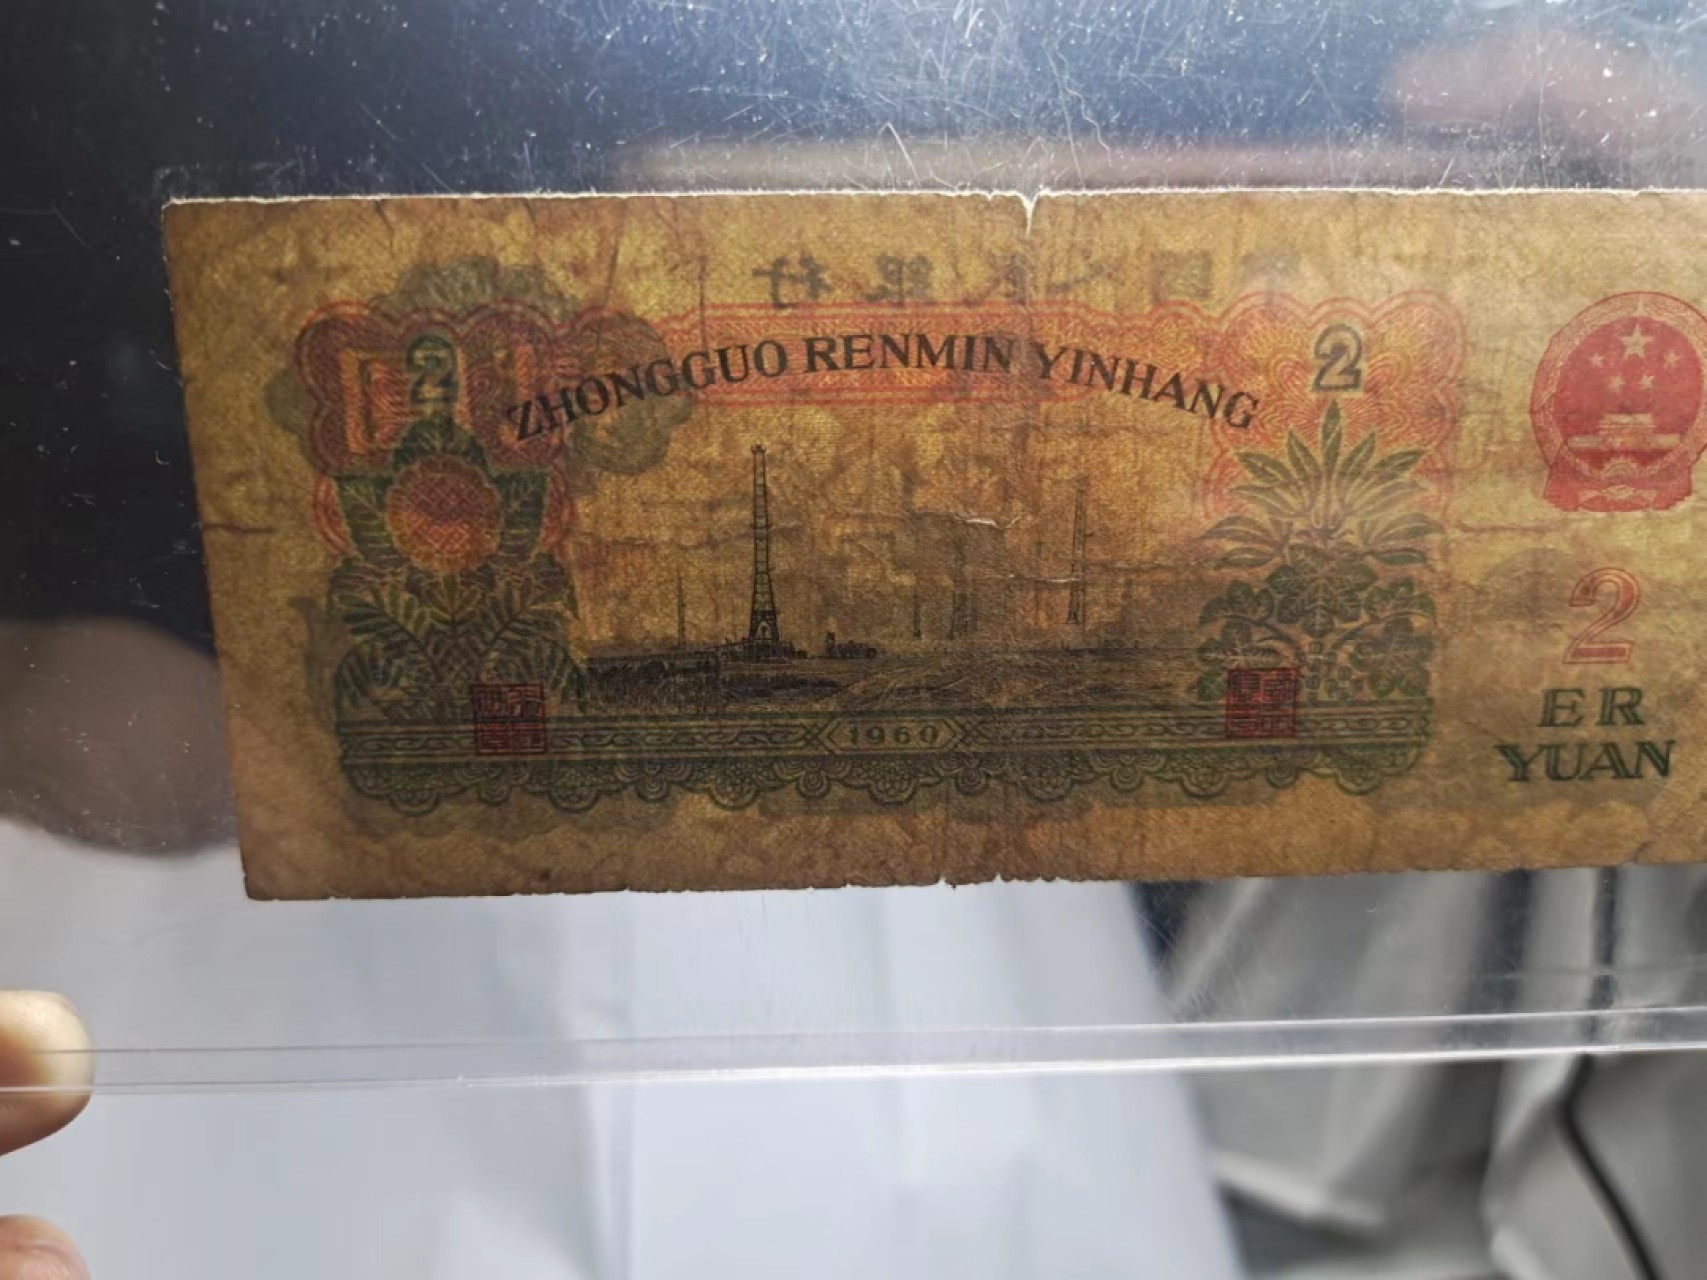 ZHONGGUO RENMIN YINHANG
2
2
2
ER
YUAN
1960